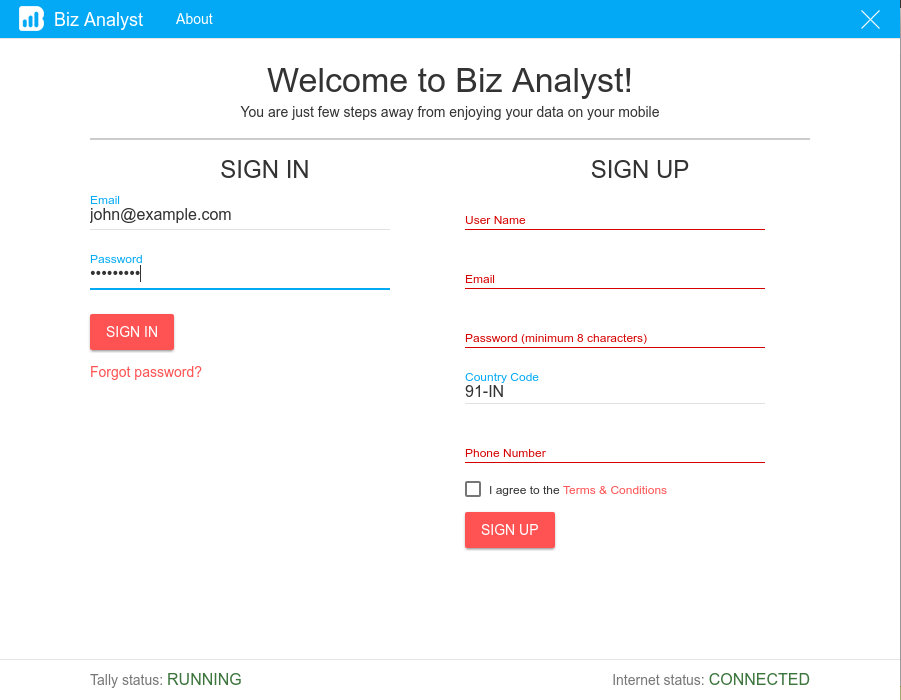 Biz Analyst About
Welcome to Biz Analyst!
You are just few steps away from enjoying your data on your mobile
SIGN IN
Email
john@example.com
Password
•••••••••
SIGN IN
Forgot password?
SIGN UP
User Name
Email
Password (minimum 8 characters)
Country Code
91-IN
Phone Number
I agree to the Terms & Conditions
SIGN UP
Tally status: RUNNING
Internet status: CONNECTED